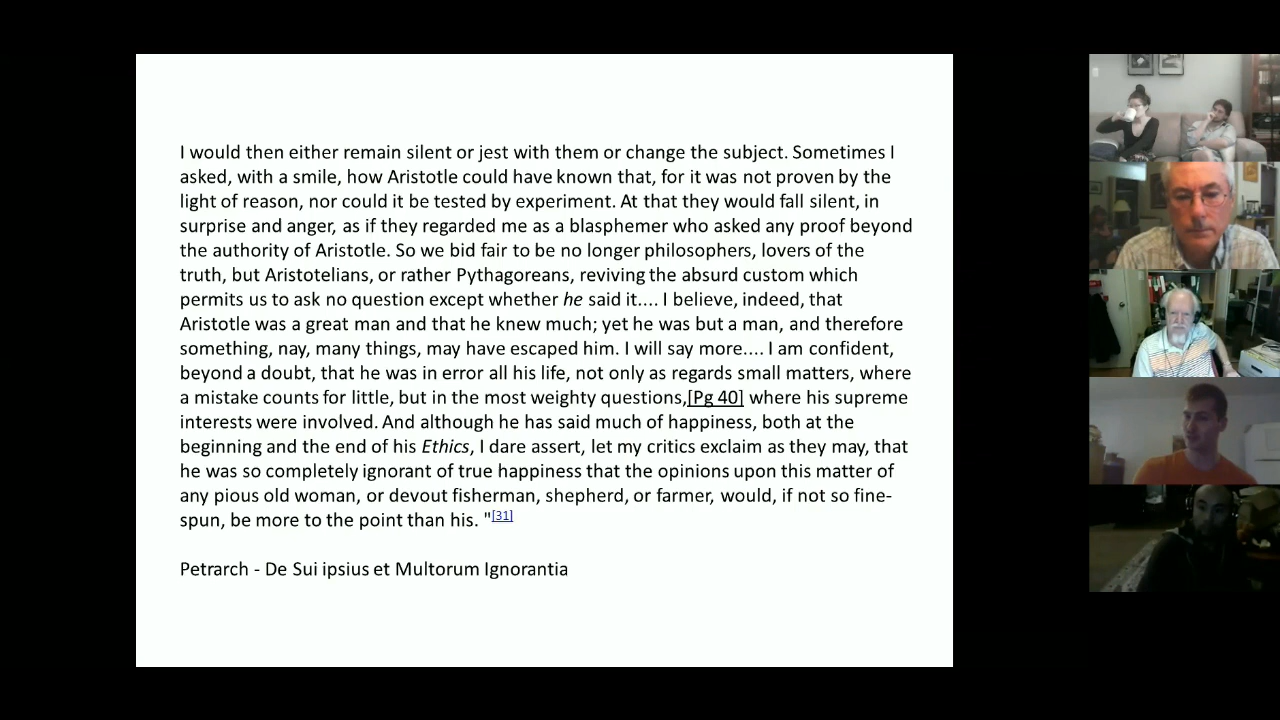 I would then either remain silent or jest with them or change the subject. Sometimes I
asked, with a smile, how Aristotle could have known that, for it was not proven by the
light of reason, nor could it be tested by experiment. At that they would fall silent, in
surprise and anger, as if they regarded me as a blasphemer who asked any proof beyond
the authority of Aristotle. So we bid fair to be no longer philosophers, lovers of the
truth, but Aristotelians, or rather Pythagoreans, reviving the absurd custom which
permits us to ask no question except whether he said it.... I believe, indeed, that
Aristotle was a great man and that he knew much; yet he was but a man, and therefore
something, nay, many things, may have escaped him. I will say more.... I am confident,
beyond a doubt, that he was in error all his life, not only as regards small matters, where
a mistake counts for little, but in the most weighty questions,[Pg 40] where his supreme
interests were involved. And although he has said much of happiness, both at the
beginning and the end of his Ethics, I dare assert, let my critics exclaim as they may, that
he was so completely ignorant of true happiness that the opinions upon this matter of
any pious old woman, or devout fisherman, shepherd, or farmer, would, if not so fine-
spun, be more to the point than his. "[31]
Petrarch - De Sui ipsius et Multorum Ignorantia